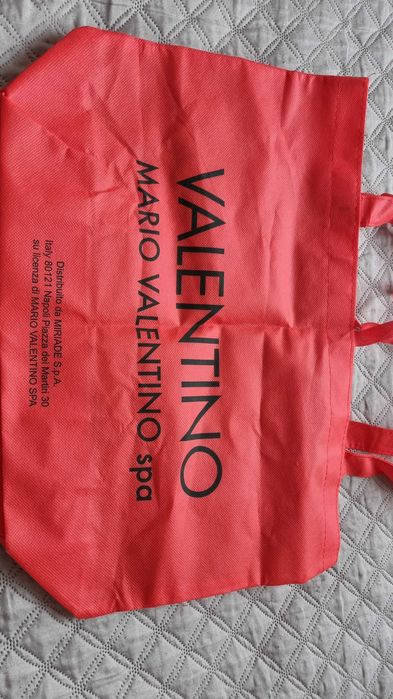 VALENTINO
MARIO VALENTINO spa
Distribuito da MIRIADE S.p.A.
Italy 80121 Napoli Piazza dei Martiri 30
su licenza di MARIO VALENTINO SPA